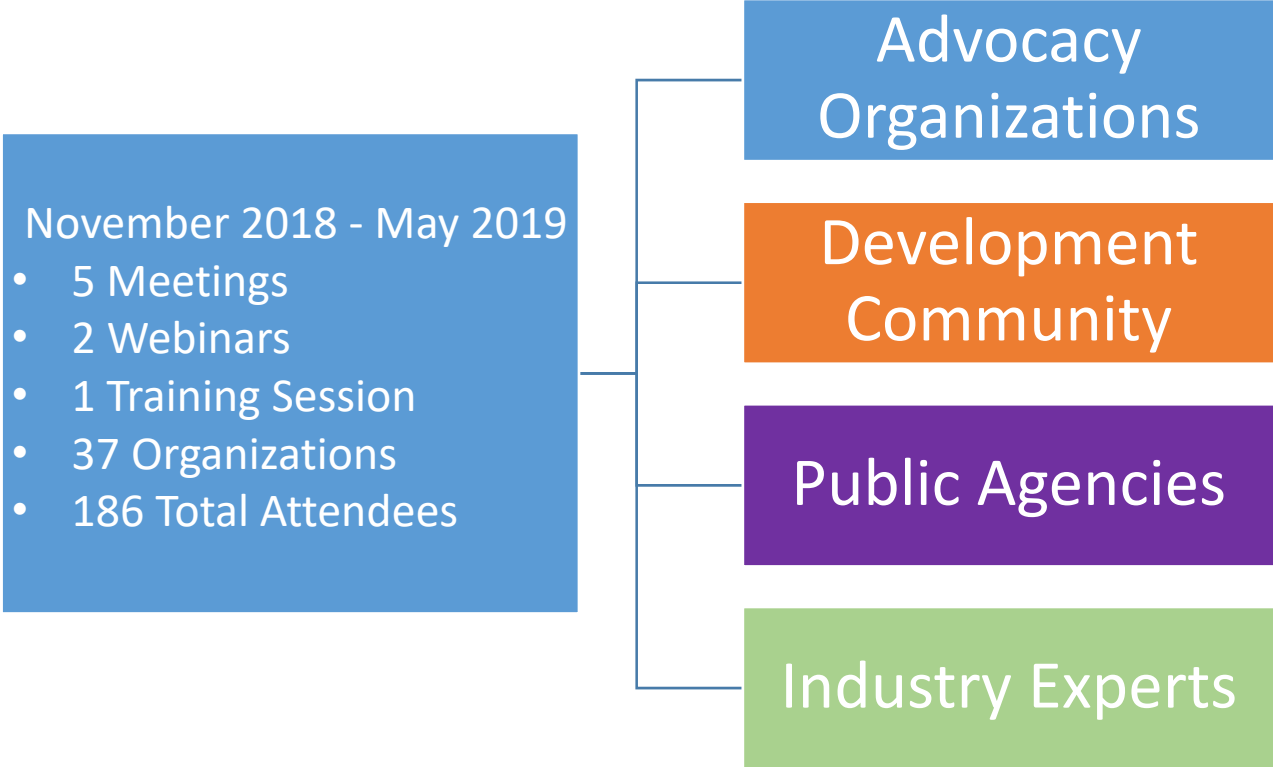 November 2018 - May 2019
• 5 Meetings
• 2 Webinars
• 1 Training Session
• 37 Organizations
• 186 Total Attendees
Advocacy
Organizations
Development
Community
Public Agencies
Industry Experts